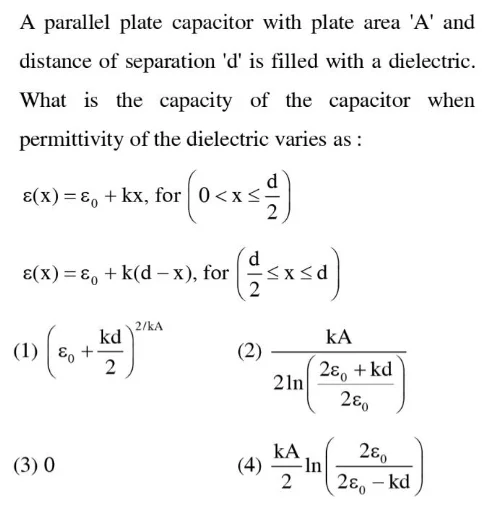 A parallel plate capacitor with plate area 'A' and
distance of separation 'd' is filled with a dielectric.
What is the capacity of the capacitor when
permittivity of the dielectric varies as :
ε(x) = ε₀ + kx, for (0 < x ≤ d/2)
ε(x) = ε₀ + k(d − x), for (d/2 ≤ x ≤ d)
(1) (ε₀ + kd/2)^(2/kA)
(2) kA / (2 ln((2ε₀ + kd)/(2ε₀)))
(3) 0
(4) kA/2 ln(2ε₀/(2ε₀ − kd))